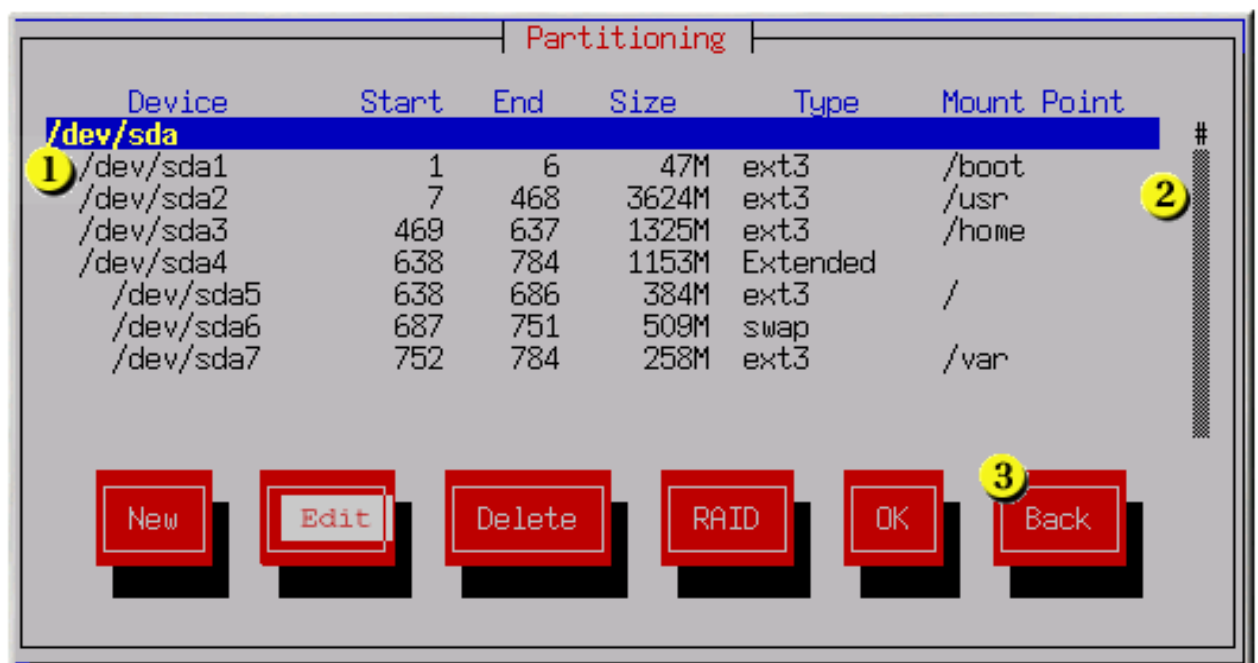 Partitioning
Device Start End Size Type Mount Point
/dev/sda #
1 /dev/sda1 1 6 47M ext3 /boot
/dev/sda2 7 468 3624M ext3 /usr 2
/dev/sda3 469 637 1325M ext3 /home
/dev/sda4 638 784 1153M Extended
/dev/sda5 638 686 384M ext3 /
/dev/sda6 687 751 509M swap
/dev/sda7 752 784 258M ext3 /var
3
New Edit Delete RAID OK Back